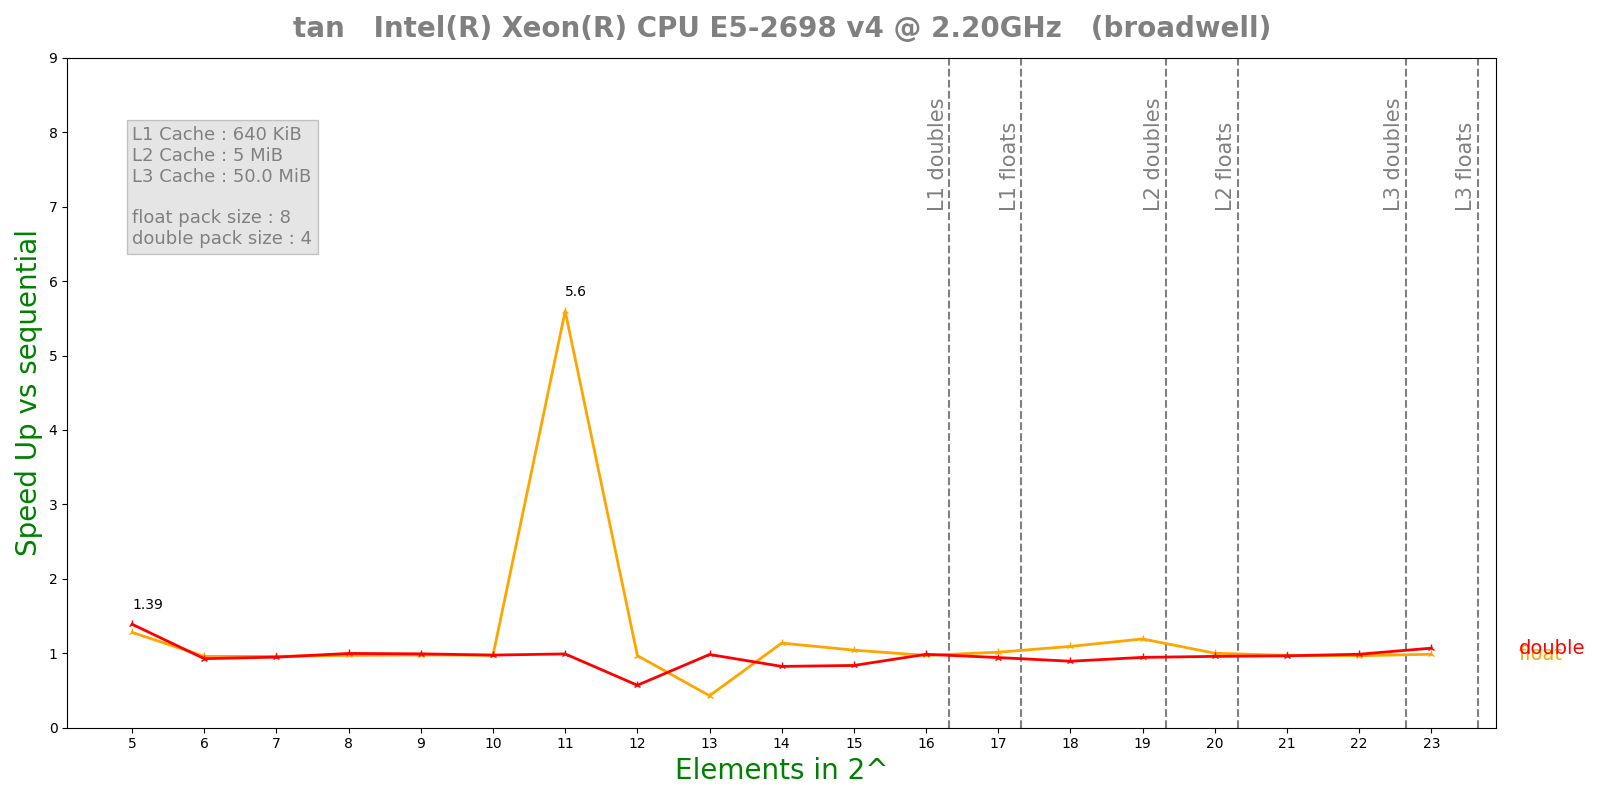 tan   Intel(R) Xeon(R) CPU E5-2698 v4 @ 2.20GHz   (broadwell)
Speed Up vs sequential
9
8
7
6
5
4
3
2
1
0
L1 Cache : 640 KiB
L2 Cache : 5 MiB
L3 Cache : 50.0 MiB
float pack size : 8
double pack size : 4
1.39
5.6
L1 doubles
L1 floats
L2 doubles
L2 floats
L3 doubles
L3 floats
double
float
5 6 7 8 9 10 11 12 13 14 15 16 17 18 19 20 21 22 23
Elements in 2^